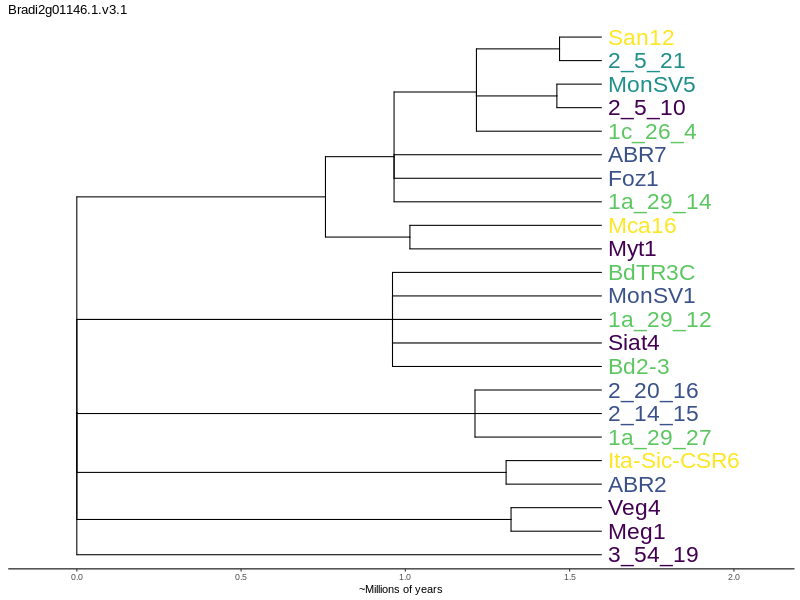 Bradi2g01146.1.v3.1
San12
2_5_21
MonSV5
2_5_10
1c_26_4
ABR7
Foz1
1a_29_14
Mca16
Myt1
BdTR3C
MonSV1
1a_29_12
Siat4
Bd2-3
2_20_16
2_14_15
1a_29_27
Ita-Sic-CSR6
ABR2
Veg4
Meg1
3_54_19
0.0 0.5 1.0 1.5 2.0
~Millions of years